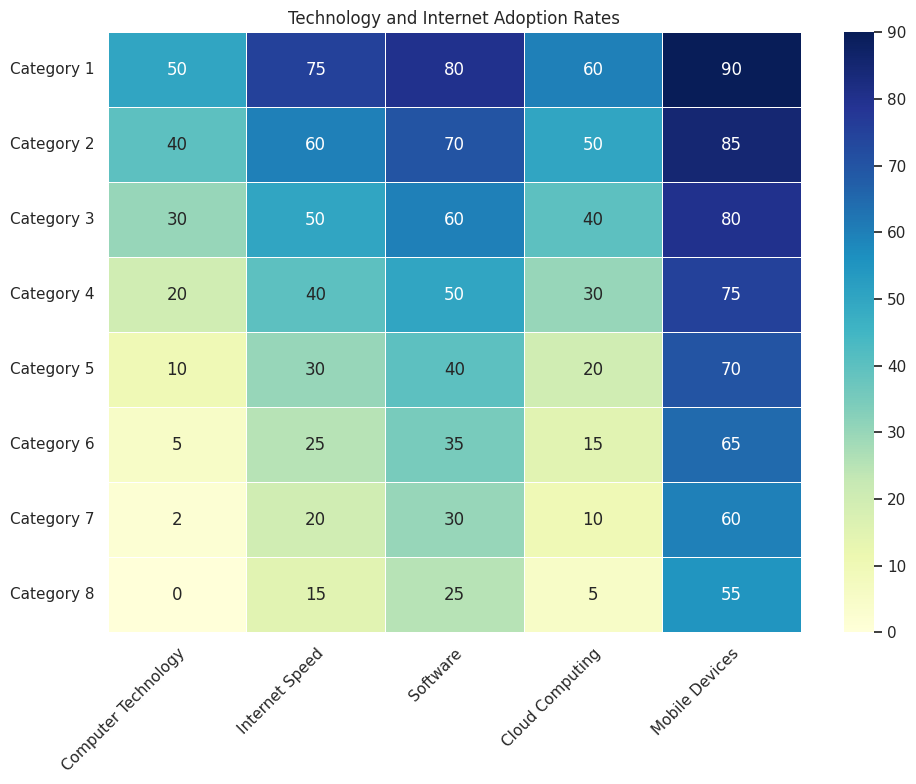 Technology and Internet Adoption Rates
Category 1 50 75 80 60 90
Category 2 40 60 70 50 85
Category 3 30 50 60 40 80
Category 4 20 40 50 30 75
Category 5 10 30 40 20 70
Category 6 5 25 35 15 65
Category 7 2 20 30 10 60
Category 8 0 15 25 5 55
Computer Technology
Internet Speed
Software
Cloud Computing
Mobile Devices
90
80
70
60
50
40
30
20
10
0